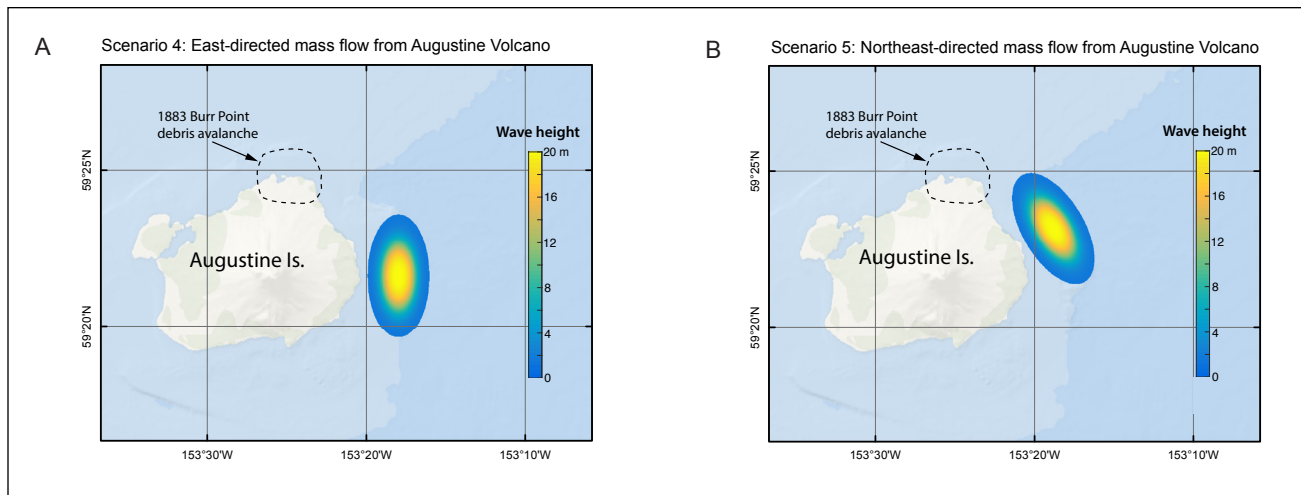 A
Scenario 4: East-directed mass flow from Augustine Volcano
1883 Burr Point
debris avalanche
Wave height
20 m
16
12
8
4
0
59°25'N
59°20'N
Augustine Is.
153°30'W
153°20'W
153°10'W
B
Scenario 5: Northeast-directed mass flow from Augustine Volcano
1883 Burr Point
debris avalanche
Wave height
20 m
16
12
8
4
0
59°25'N
59°20'N
Augustine Is.
153°30'W
153°20'W
153°10'W